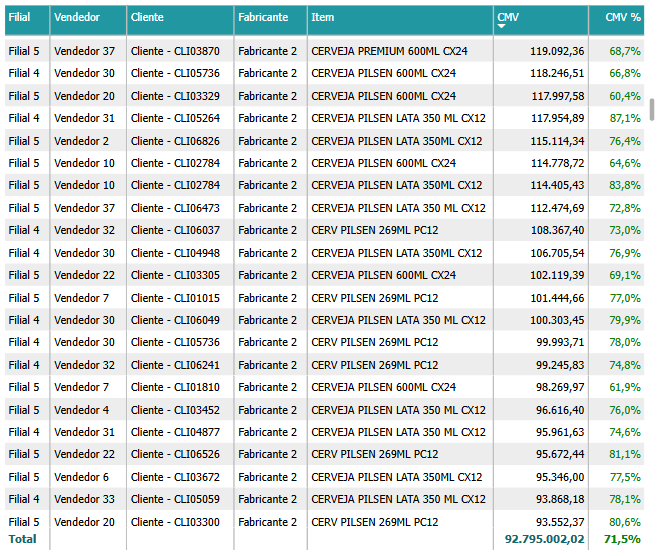 Filial Vendedor Cliente Fabricante Item CMV CMV %
Filial 5 Vendedor 37 Cliente - CLI03870 Fabricante 2 CERVEJA PREMIUM 600ML CX24 119.092,36 68,7%
Filial 4 Vendedor 30 Cliente - CLI05736 Fabricante 2 CERVEJA PILSEN 600ML CX24 118.246,51 66,8%
Filial 5 Vendedor 20 Cliente - CLI03329 Fabricante 2 CERVEJA PILSEN 600ML CX24 117.997,58 60,4%
Filial 4 Vendedor 31 Cliente - CLI05264 Fabricante 2 CERVEJA PILSEN LATA 350 ML CX12 117.954,89 87,1%
Filial 5 Vendedor 2 Cliente - CLI06826 Fabricante 2 CERVEJA PILSEN LATA 350ML CX12 115.114,34 76,4%
Filial 5 Vendedor 10 Cliente - CLI02784 Fabricante 2 CERVEJA PILSEN 600ML CX24 114.778,72 64,6%
Filial 5 Vendedor 10 Cliente - CLI02784 Fabricante 2 CERVEJA PILSEN LATA 350ML CX12 114.405,43 83,8%
Filial 5 Vendedor 37 Cliente - CLI06473 Fabricante 2 CERVEJA PILSEN LATA 350 ML CX12 112.474,69 72,8%
Filial 4 Vendedor 32 Cliente - CLI06037 Fabricante 2 CERV PILSEN 269ML PC12 108.367,40 73,0%
Filial 4 Vendedor 30 Cliente - CLI04948 Fabricante 2 CERVEJA PILSEN LATA 350ML CX12 106.705,54 76,9%
Filial 5 Vendedor 22 Cliente - CLI03305 Fabricante 2 CERVEJA PILSEN 600ML CX24 102.119,39 69,1%
Filial 5 Vendedor 7 Cliente - CLI01015 Fabricante 2 CERV PILSEN 269ML PC12 101.444,66 77,0%
Filial 4 Vendedor 30 Cliente - CLI06049 Fabricante 2 CERVEJA PILSEN LATA 350 ML CX12 100.303,45 79,9%
Filial 4 Vendedor 30 Cliente - CLI05736 Fabricante 2 CERV PILSEN 269ML PC12 99.993,71 78,0%
Filial 4 Vendedor 32 Cliente - CLI06241 Fabricante 2 CERV PILSEN 269ML PC12 99.245,83 74,8%
Filial 5 Vendedor 7 Cliente - CLI01810 Fabricante 2 CERVEJA PILSEN 600ML CX24 98.269,97 61,9%
Filial 5 Vendedor 4 Cliente - CLI03452 Fabricante 2 CERVEJA PILSEN LATA 350 ML CX12 96.616,40 76,0%
Filial 4 Vendedor 31 Cliente - CLI04877 Fabricante 2 CERVEJA PILSEN LATA 350 ML CX12 95.961,63 74,6%
Filial 5 Vendedor 22 Cliente - CLI06526 Fabricante 2 CERV PILSEN 269ML PC12 95.672,44 81,1%
Filial 5 Vendedor 6 Cliente - CLI03672 Fabricante 2 CERVEJA PILSEN LATA 350ML CX12 95.346,00 77,5%
Filial 4 Vendedor 33 Cliente - CLI05059 Fabricante 2 CERVEJA PILSEN LATA 350 ML CX12 93.868,18 78,1%
Filial 5 Vendedor 20 Cliente - CLI03300 Fabricante 2 CERV PILSEN 269ML PC12 93.552,37 80,6%
Total 92.795.002,02 71,5%